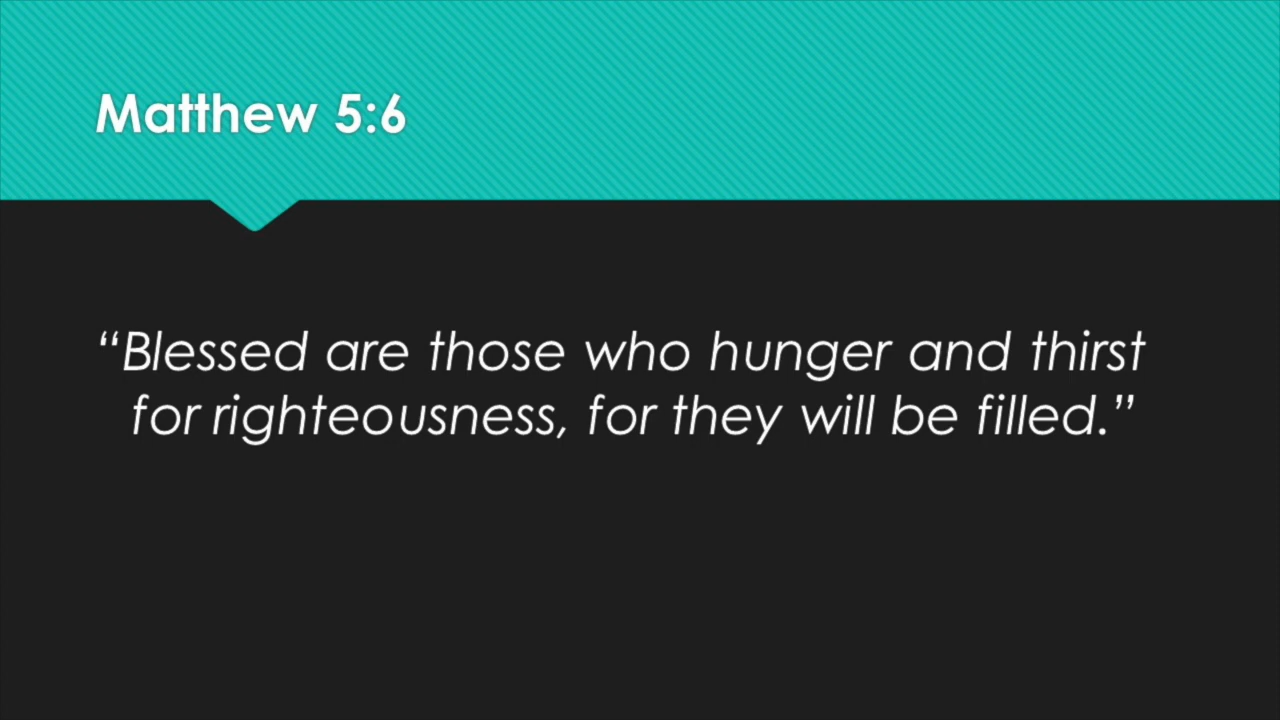 Matthew 5:6
“Blessed are those who hunger and thirst
for righteousness, for they will be filled.”